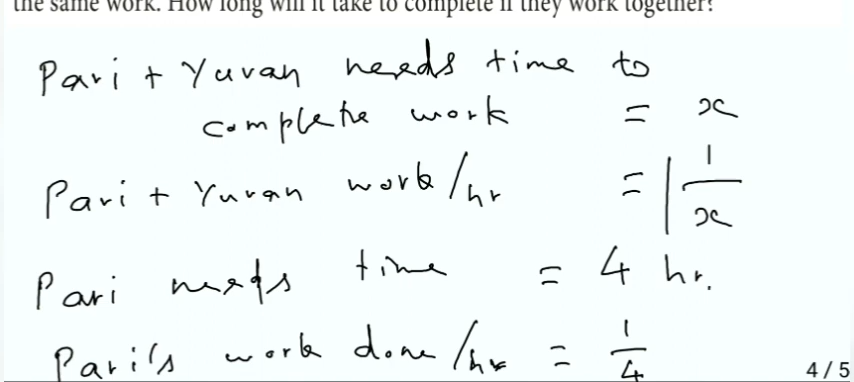 the same work. How long will it take to complete if they work together?
Pari + Yuvan needs time to
complete work = x
Pari + Yuvan work/hr = 1/x
Pari needs time = 4 hr.
Pari's work done/hr = 1/4
4 / 5